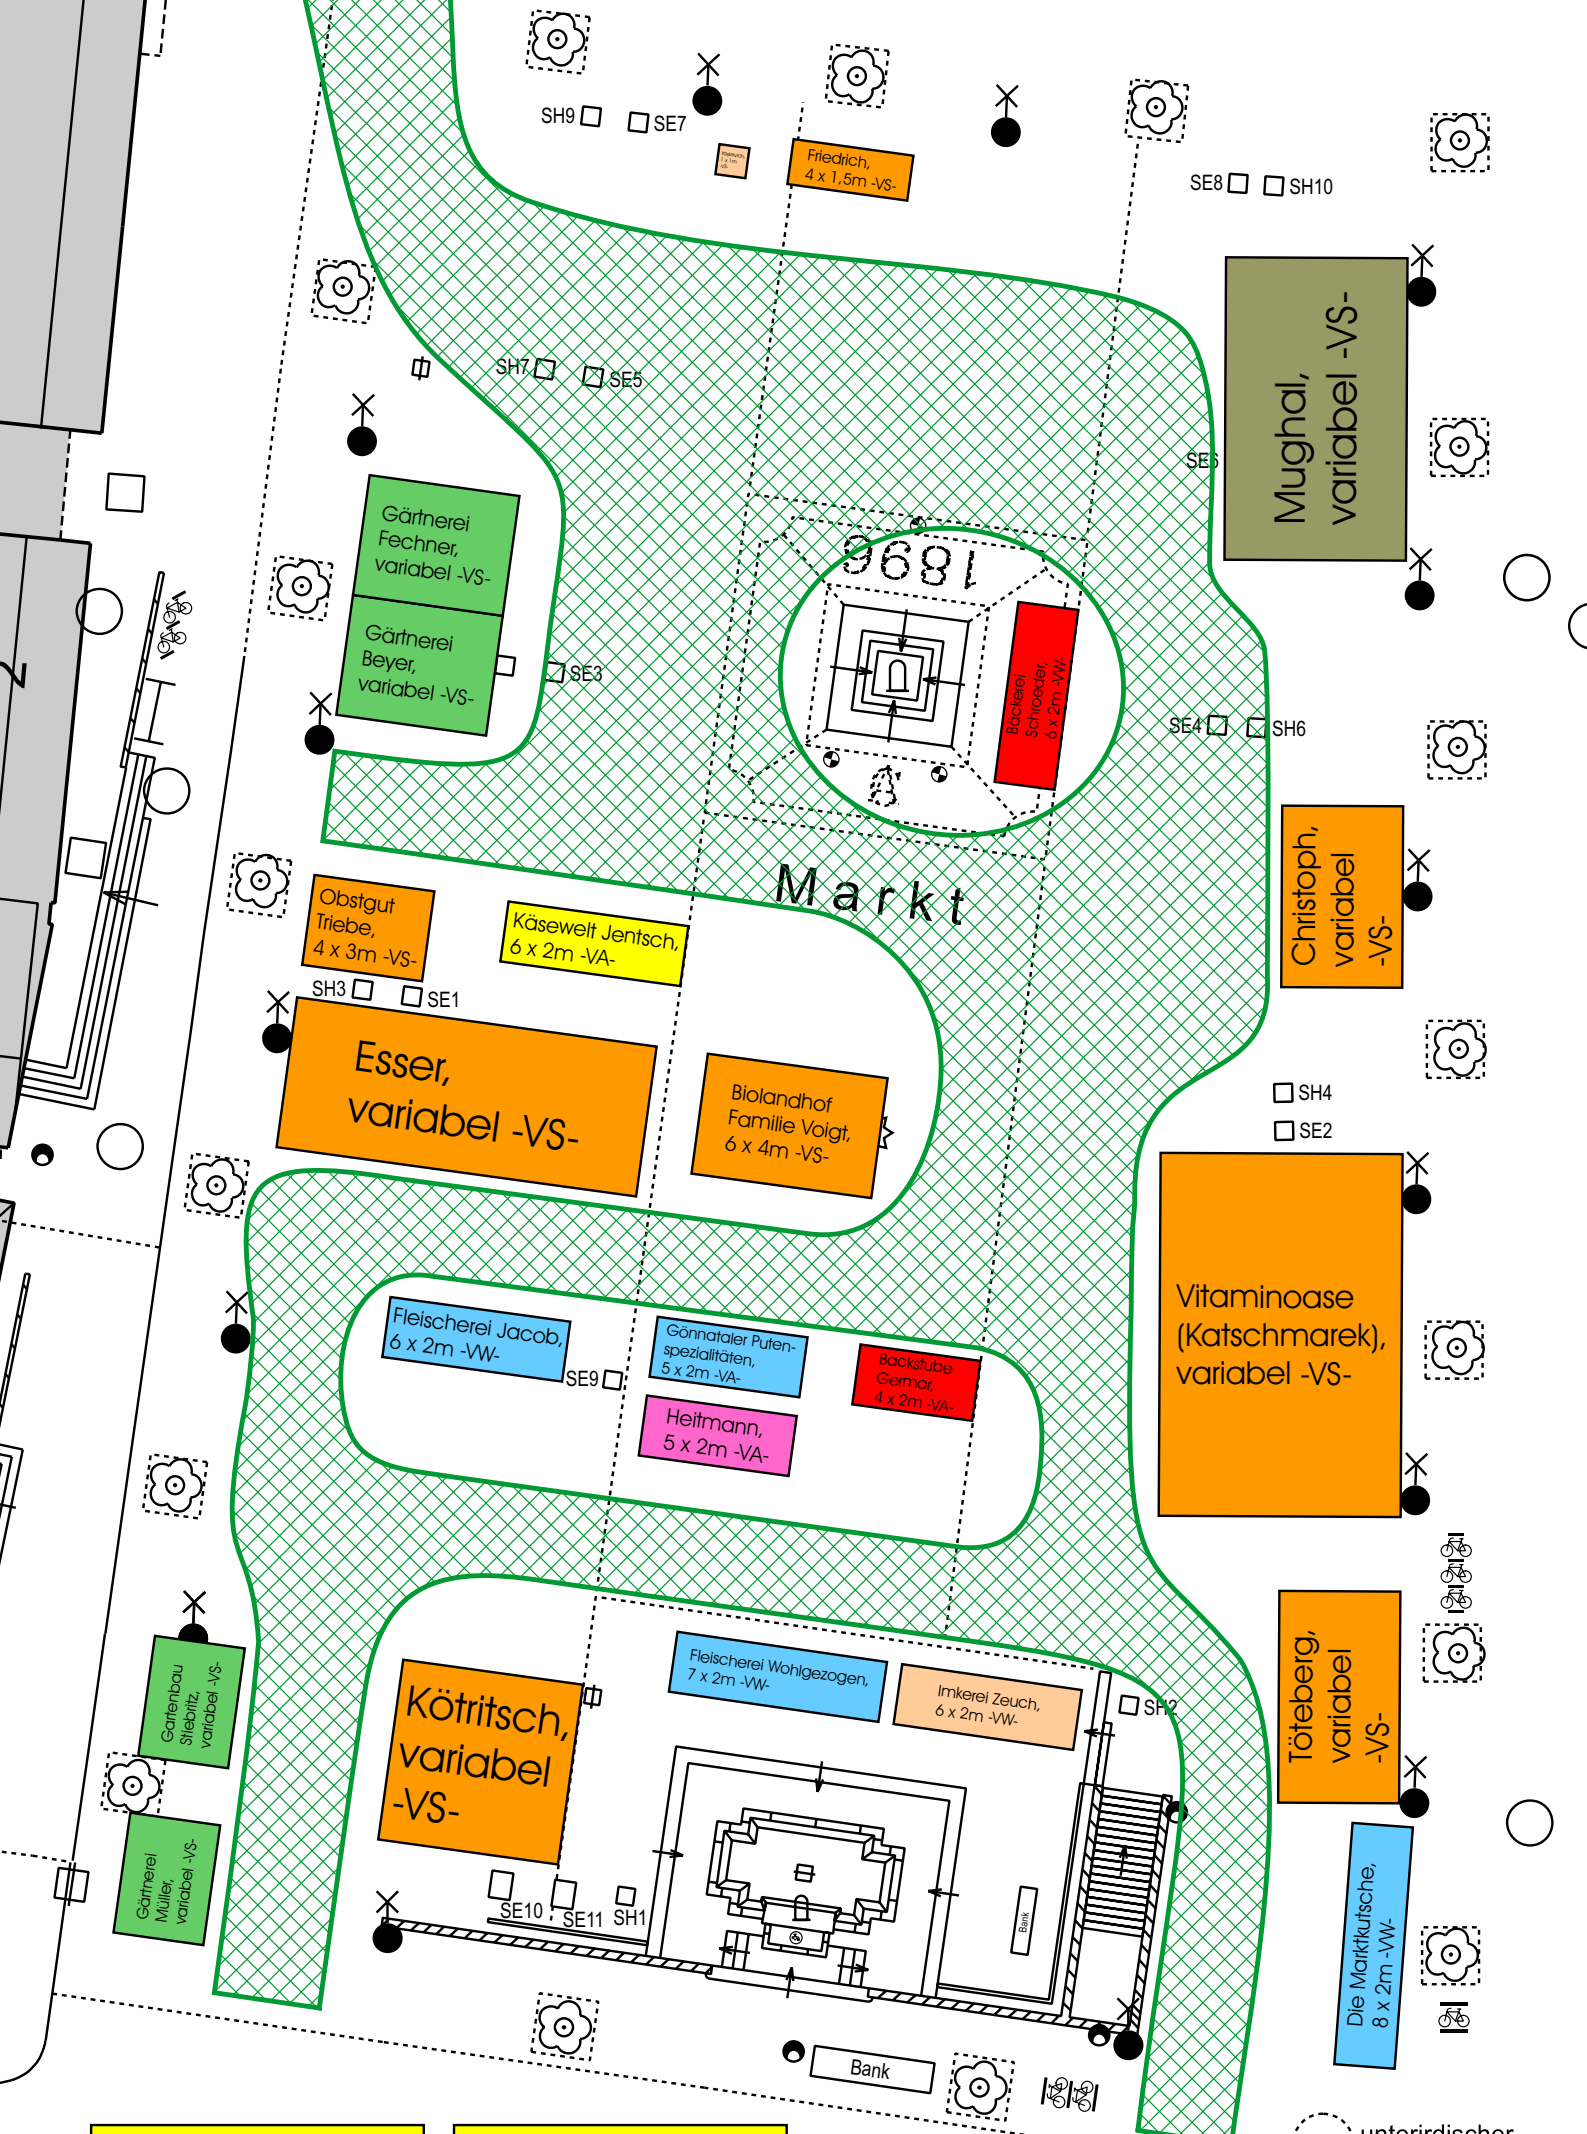 SH9
SE7
1 x 1m
-VS-
Friedrich,
4 x 1,5m -VS-
SE8
SH10
Mughal,
variabel -VS-
SH7
SE5
SE6
Gärtnerei
Fechner,
variabel -VS-
Gärtnerei
Beyer,
variabel -VS-
SE3
1896
Bäckerei
Schroeder,
6 x 2m -VW-
A
SE4
SH6
2
Markt
Christoph,
variabel
-VS-
Obstgut
Triebe,
4 x 3m -VS-
Käsewelt Jentsch,
6 x 2m -VA-
SH3
SE1
Esser,
variabel -VS-
Biolandhof
Familie Voigt,
6 x 4m -VS-
SH4
SE2
Vitaminoase
(Katschmarek),
variabel -VS-
Fleischerei Jacob,
6 x 2m -VW-
SE9
Gönnataler Puten-
spezialitäten,
5 x 2m -VA-
Heitmann,
5 x 2m -VA-
Backstube
Germar,
4 x 2m -VA-
Töteberg,
variabel
-VS-
Gartenbau
Stiebritz,
variabel -VS-
Kötritsch,
variabel
-VS-
Fleischerei Wohlgezogen,
7 x 2m -VW-
Imkerei Zeuch,
6 x 2m -VW-
SH2
Gärtnerei
Müller,
variabel -VS-
SE10
SE11
SH1
Bank
Die Marktkutsche,
8 x 2m -VW-
Bank
unterirdischer